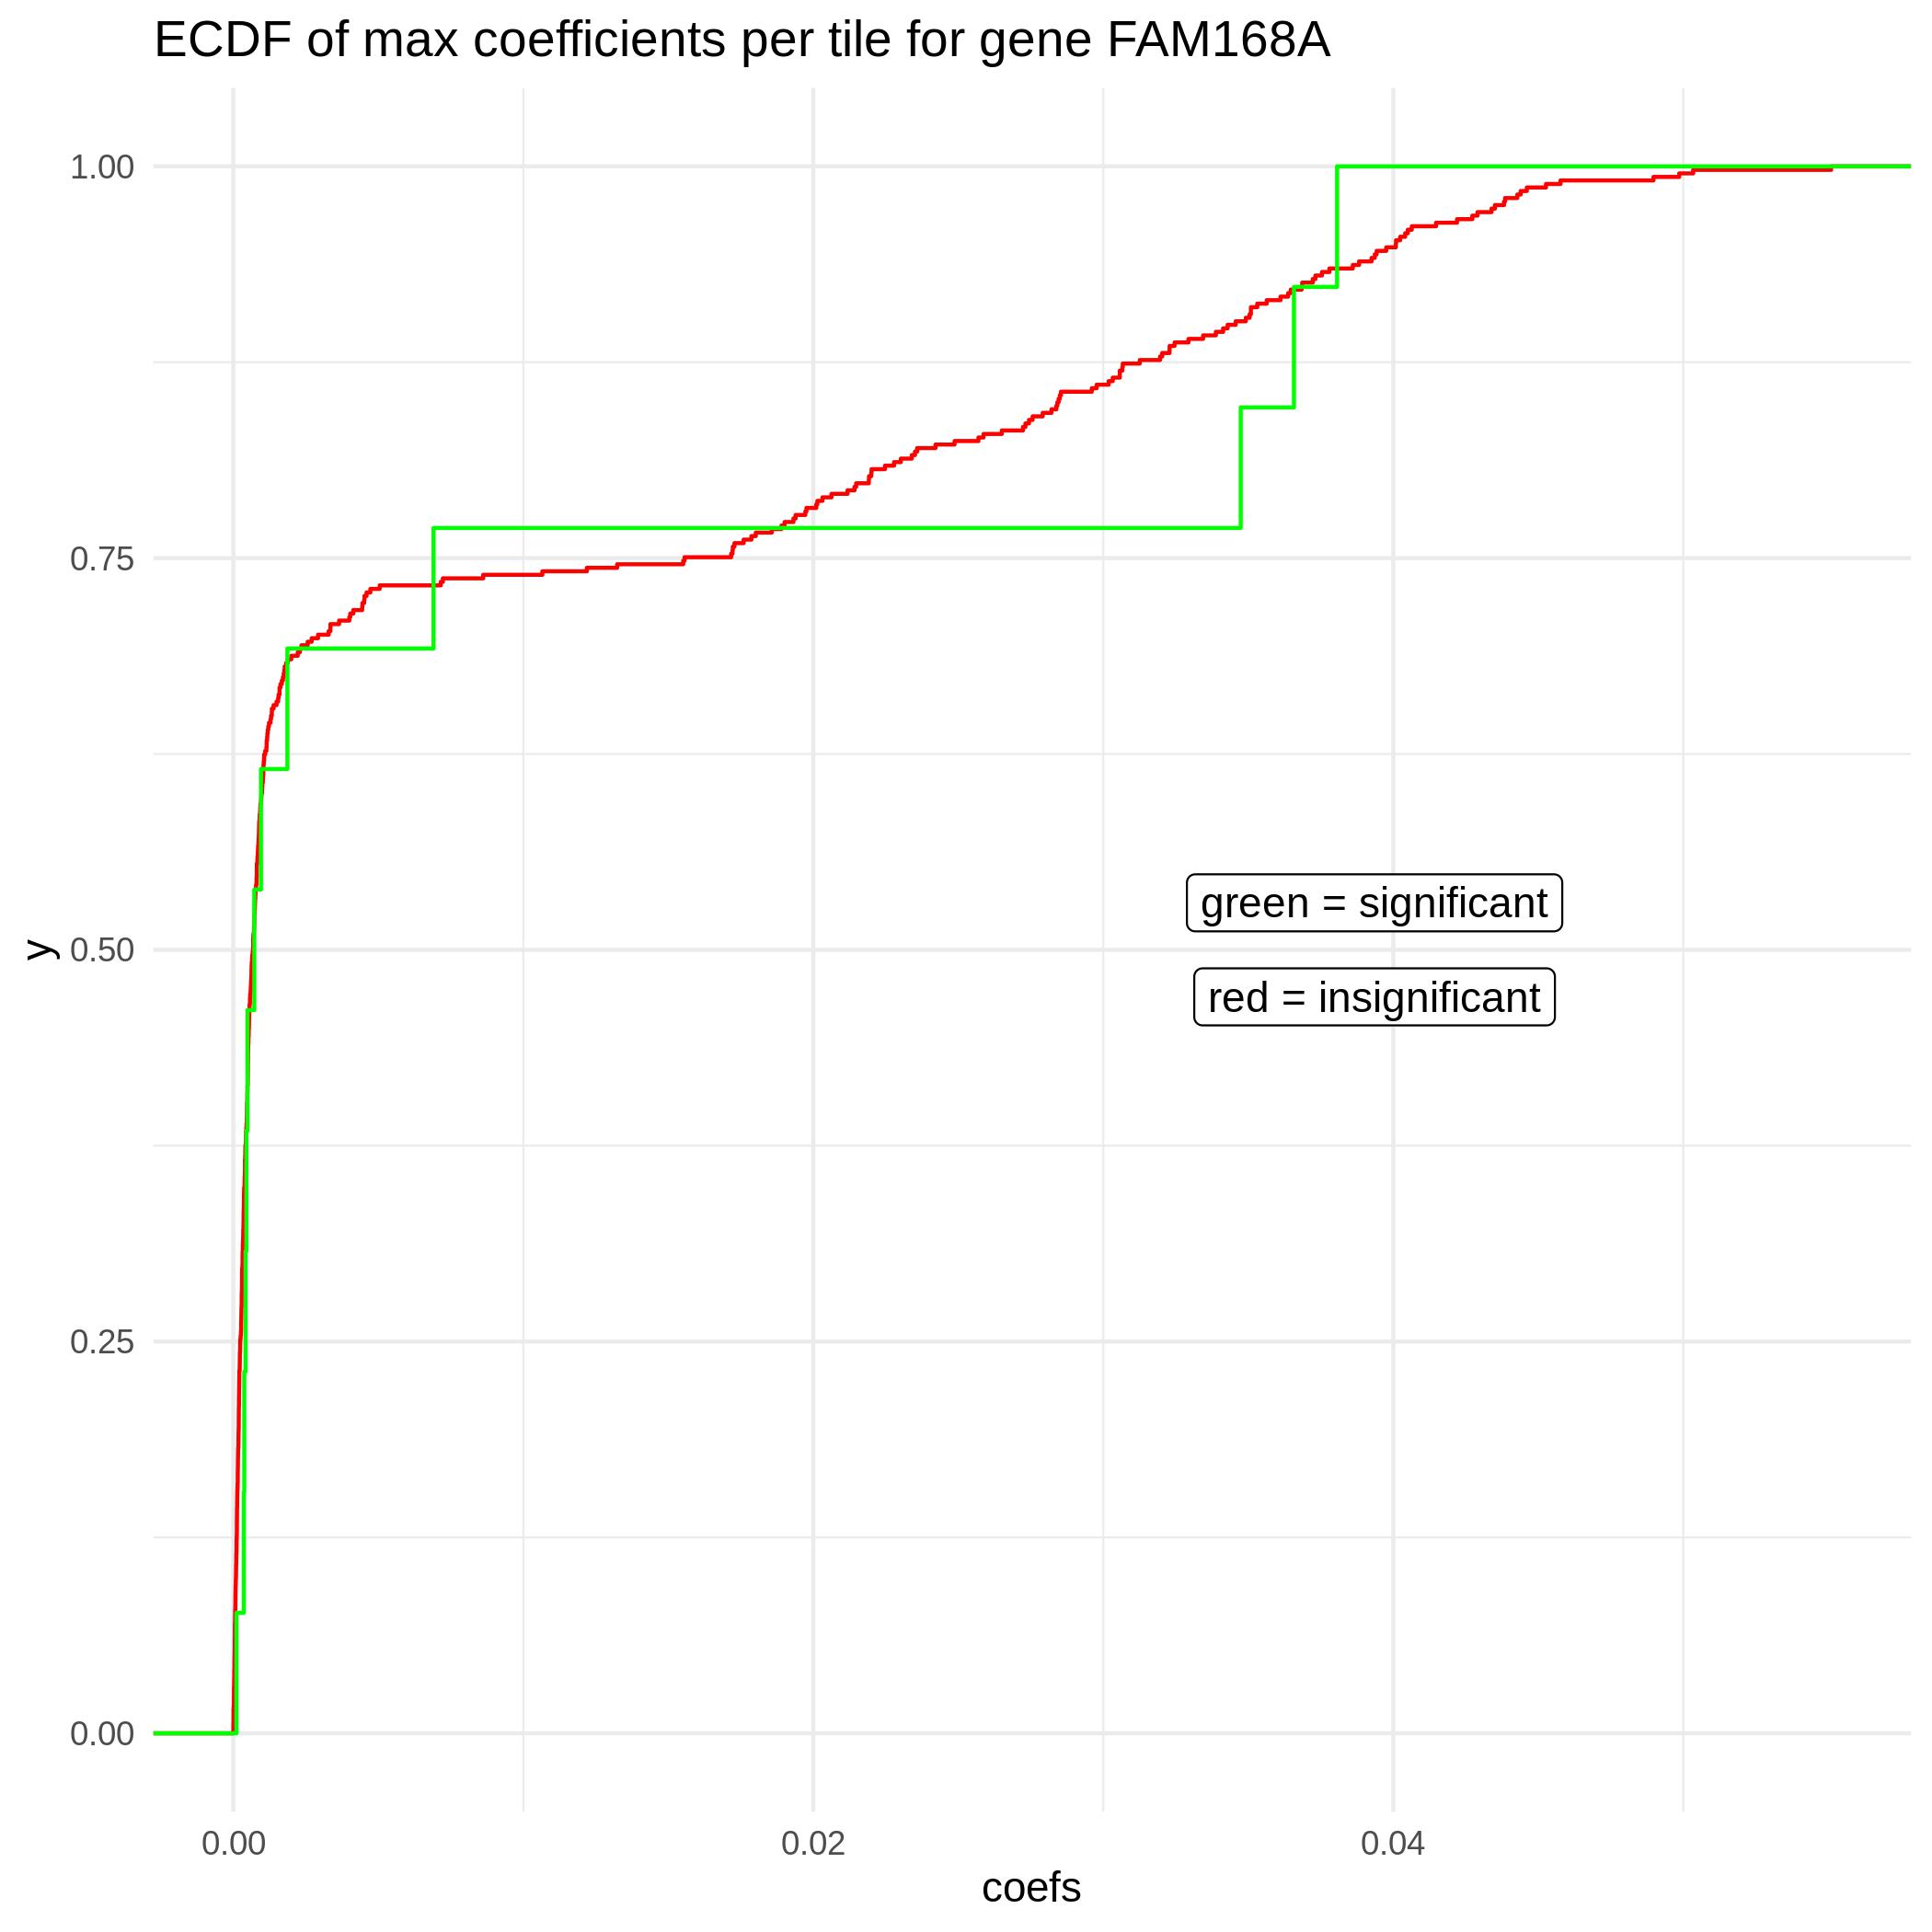 ECDF of max coefficients per tile for gene FAM168A
1.00
0.75
0.50
0.25
0.00
y
green = significant
red = insignificant
0.00 0.02 0.04
coefs